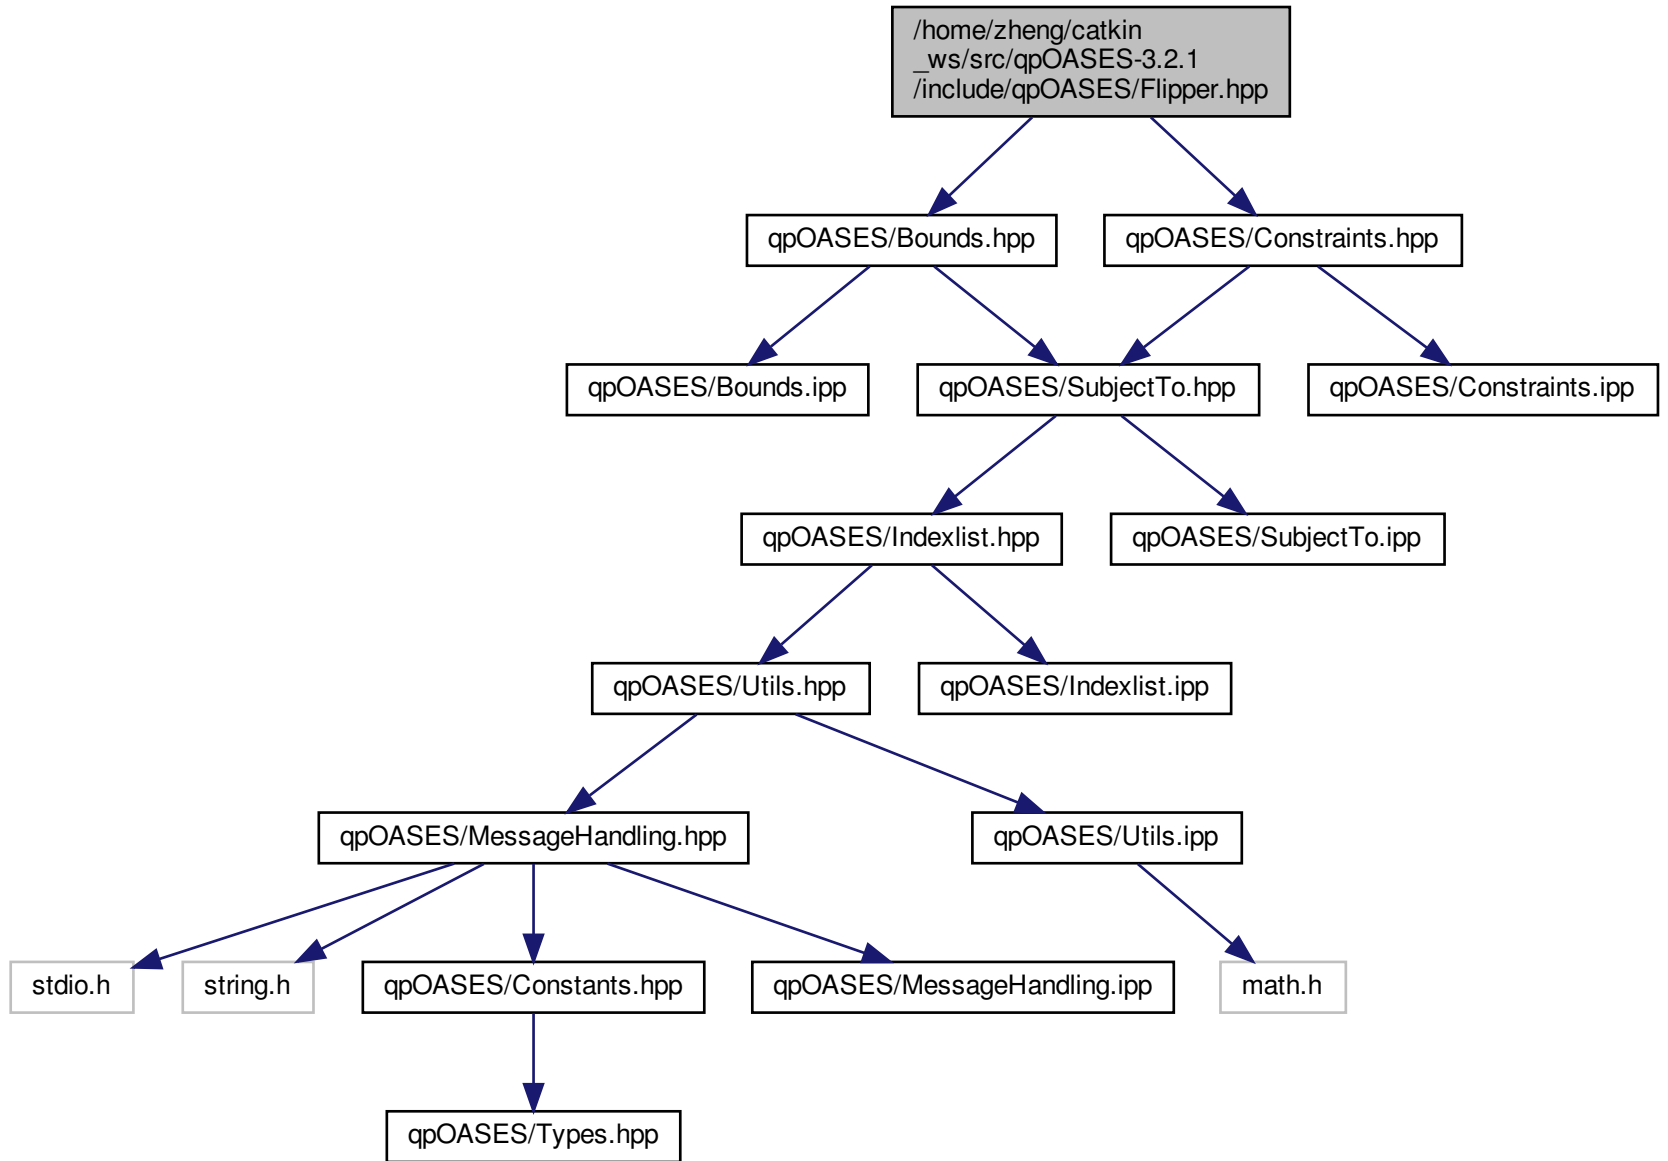 /home/zheng/catkin
_ws/src/qpOASES-3.2.1
/include/qpOASES/Flipper.hpp
qpOASES/Bounds.hpp
qpOASES/Constraints.hpp
qpOASES/Bounds.ipp
qpOASES/SubjectTo.hpp
qpOASES/Constraints.ipp
qpOASES/Indexlist.hpp
qpOASES/SubjectTo.ipp
qpOASES/Utils.hpp
qpOASES/Indexlist.ipp
qpOASES/MessageHandling.hpp
qpOASES/Utils.ipp
stdio.h
string.h
qpOASES/Constants.hpp
qpOASES/MessageHandling.ipp
math.h
qpOASES/Types.hpp